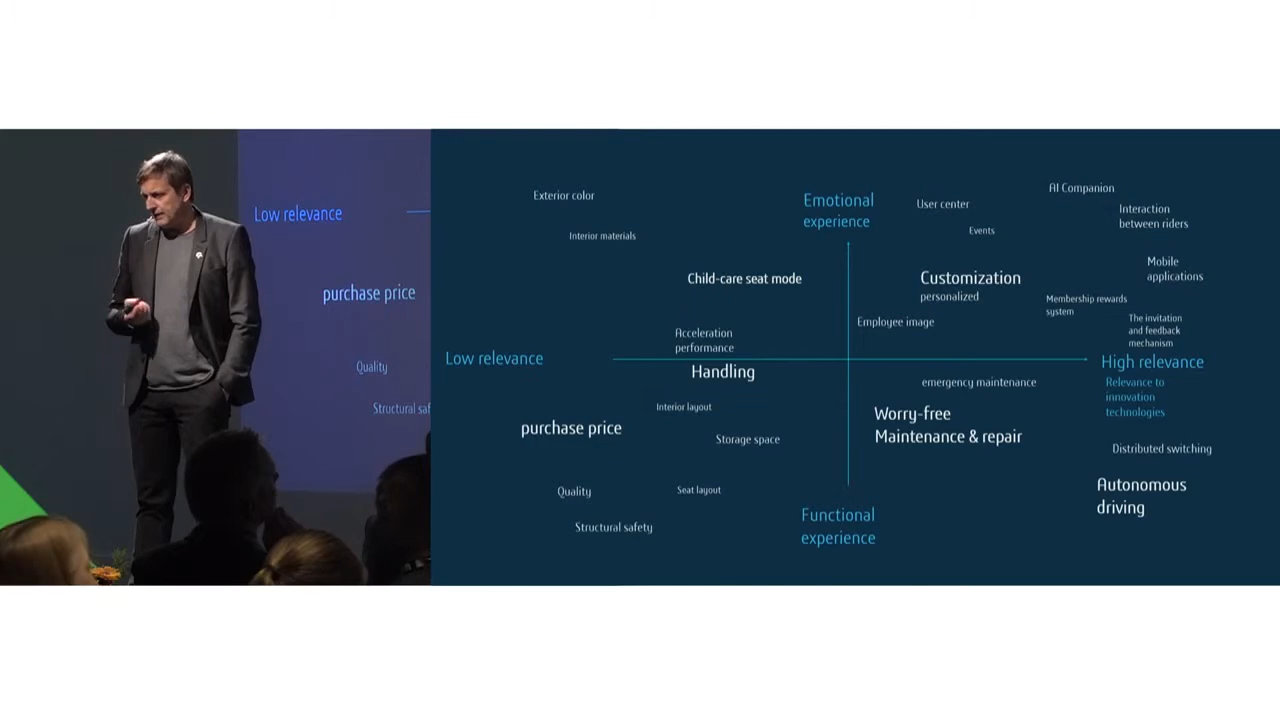 Low relevance
purchase price
Quality
Structural saf
Exterior color
Interior materials
Child-care seat mode
Acceleration
performance
Low relevance
Handling
Interior layout
purchase price
Storage space
Quality
Seat layout
Structural safety
Emotional
experience
Functional
experience
User center
Events
AI Companion
Interaction
between riders
Mobile
applications
Customization
personalized
Membership rewards
system
Employee image
The invitation
and feedback
mechanism
High relevance
Relevance to
innovation
technologies
emergency maintenance
Worry-free
Maintenance & repair
Distributed switching
Autonomous
driving